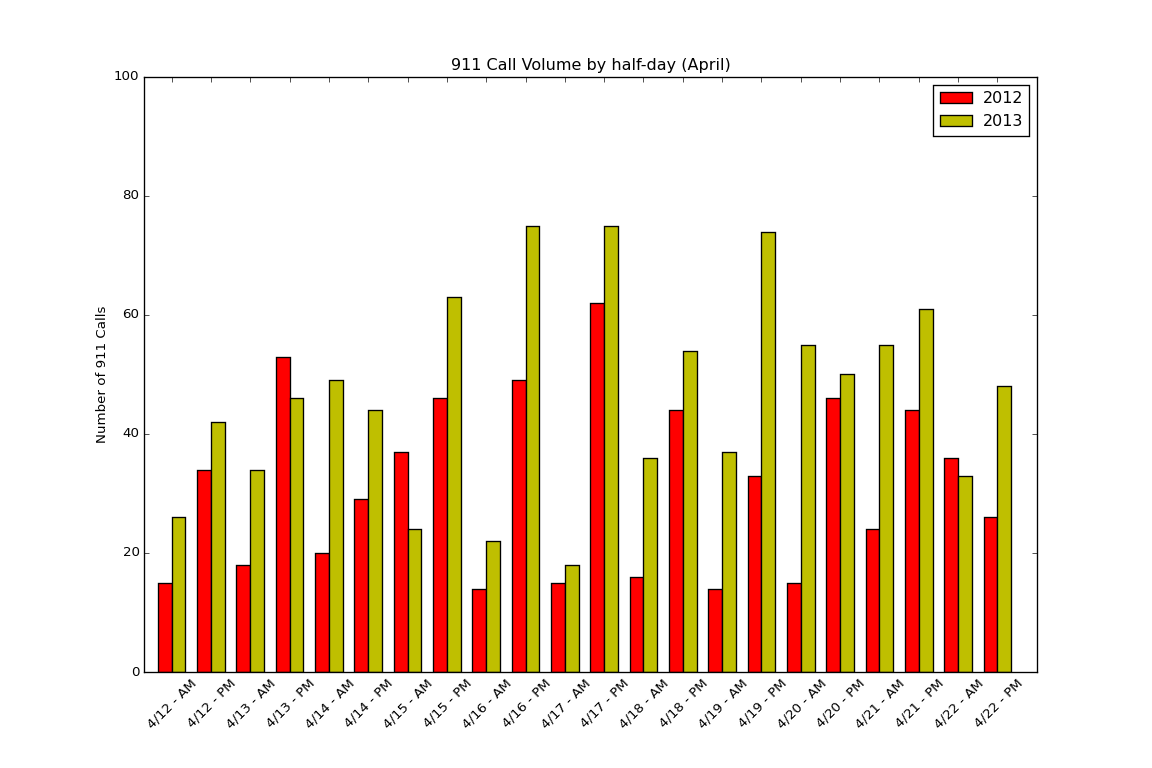 911 Call Volume by half-day (April)
100
80
60
40
20
0
Number of 911 Calls
2012
2013
4/12 - AM
4/12 - PM
4/13 - AM
4/13 - PM
4/14 - AM
4/14 - PM
4/15 - AM
4/15 - PM
4/16 - AM
4/16 - PM
4/17 - AM
4/17 - PM
4/18 - AM
4/18 - PM
4/19 - AM
4/19 - PM
4/20 - AM
4/20 - PM
4/21 - AM
4/21 - PM
4/22 - AM
4/22 - PM